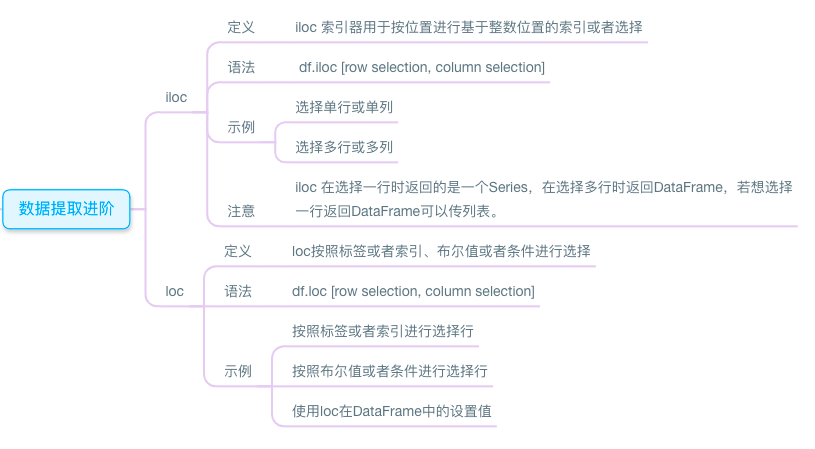 数据提取进阶
iloc
定义
iloc 索引器用于按位置进行基于整数位置的索引或者选择
语法
df.iloc [row selection, column selection]
示例
选择单行或单列
选择多行或多列
注意
iloc 在选择一行时返回的是一个Series，在选择多行时返回DataFrame，若想选择
一行返回DataFrame可以传列表。
loc
定义
loc按照标签或者索引、布尔值或者条件进行选择
语法
df.loc [row selection, column selection]
示例
按照标签或者索引进行选择行
按照布尔值或者条件进行选择行
使用loc在DataFrame中的设置值